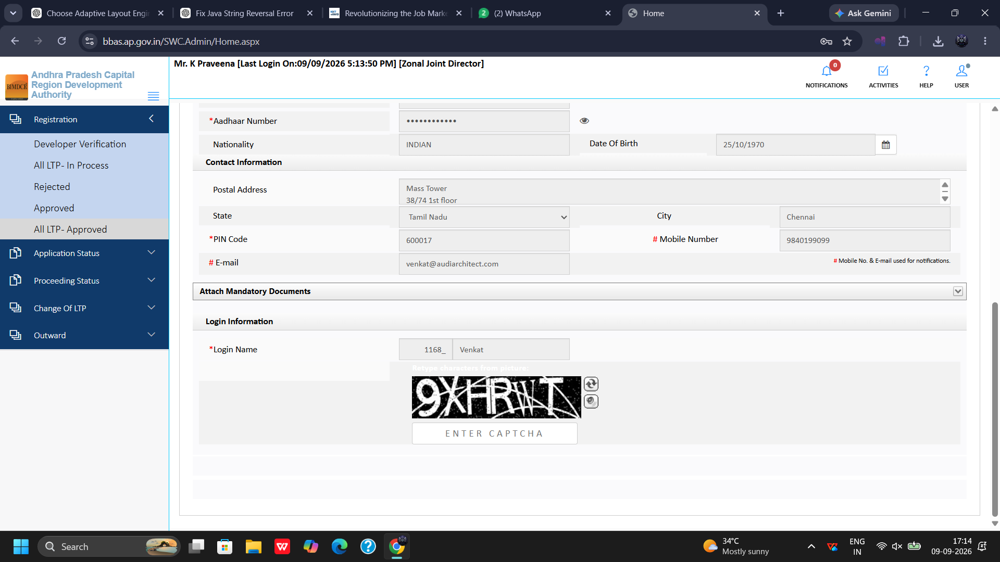 Choose Adaptive Layout Engi
Fix Java String Reversal Error
Revolutionizing the Job Marke
(2) WhatsApp
Home
Ask Gemini
bbas.ap.gov.in/SWC.Admin/Home.aspx
BIMDCR
Andhra Pradesh Capital
Region Development
Authority
Mr. K Praveena [Last Login On:09/09/2026 5:13:50 PM] [Zonal Joint Director]
0
NOTIFICATIONS
ACTIVITIES
HELP
USER
Registration
Developer Verification
All LTP- In Process
Rejected
Approved
All LTP- Approved
Application Status
Proceeding Status
Change Of LTP
Outward
*Aadhaar Number ••••••••••••
Nationality INDIAN Date Of Birth 25/10/1970
Contact Information
Postal Address Mass Tower
38/74 1st floor
State Tamil Nadu City Chennai
*PIN Code 600017 # Mobile Number 9840199099
# E-mail venkat@audiarchitect.com # Mobile No. & E-mail used for notifications.
Attach Mandatory Documents
Login Information
*Login Name 1168_ Venkat
Retype characters from picture:
9XHRWT
ENTER CAPTCHA
Search
34°C
Mostly sunny
ENG
IN
17:14
09-09-2026